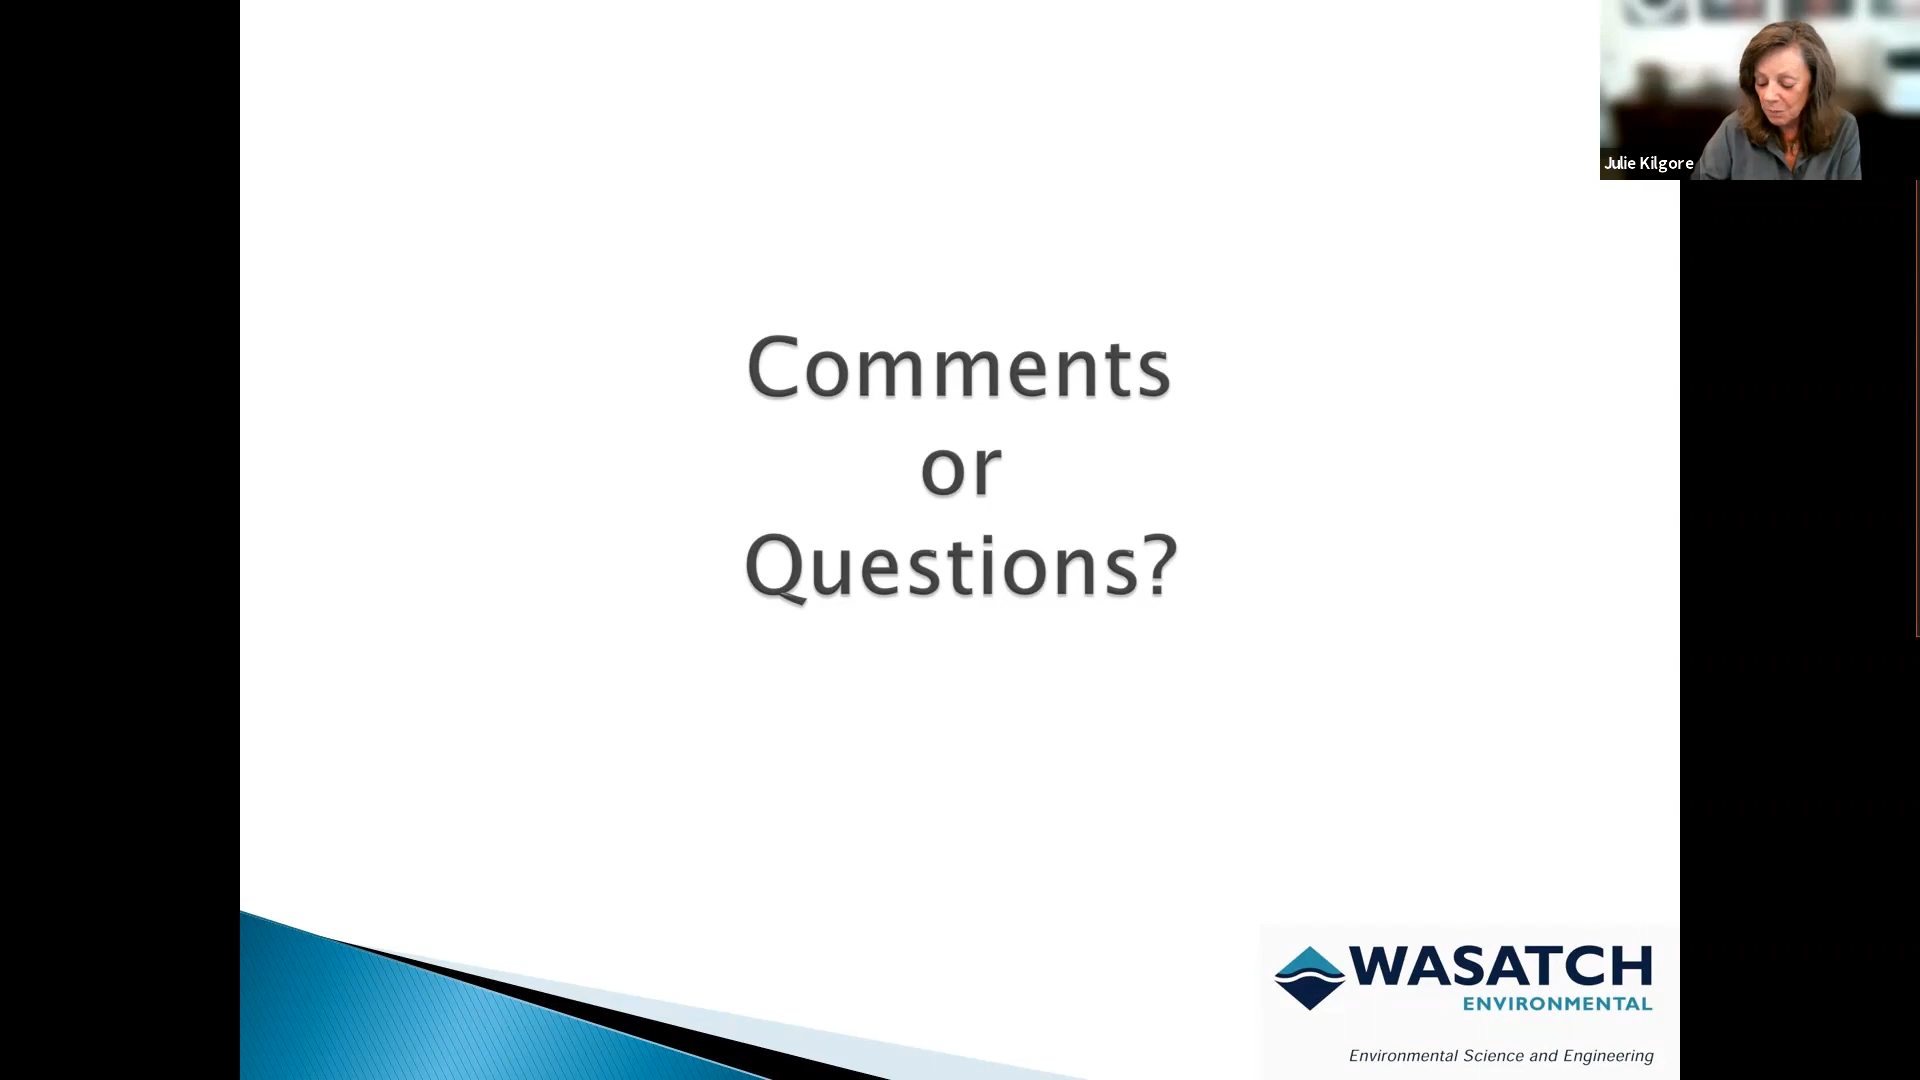 Julie Kilgore
Comments
or
Questions?
WASATCH
ENVIRONMENTAL
Environmental Science and Engineering